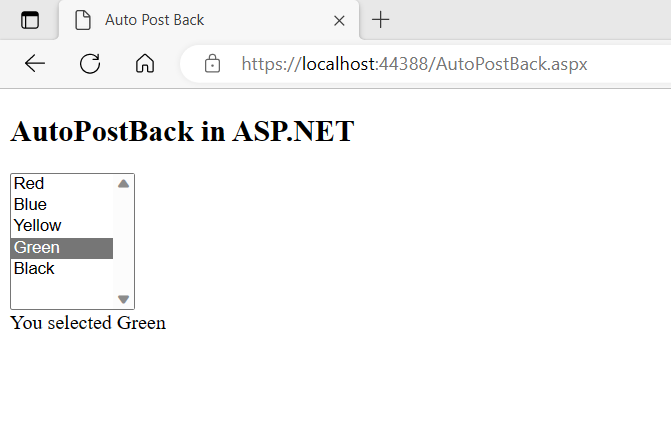 Auto Post Back
https://localhost:44388/AutoPostBack.aspx
AutoPostBack in ASP.NET
Red
Blue
Yellow
Green
Black
You selected Green